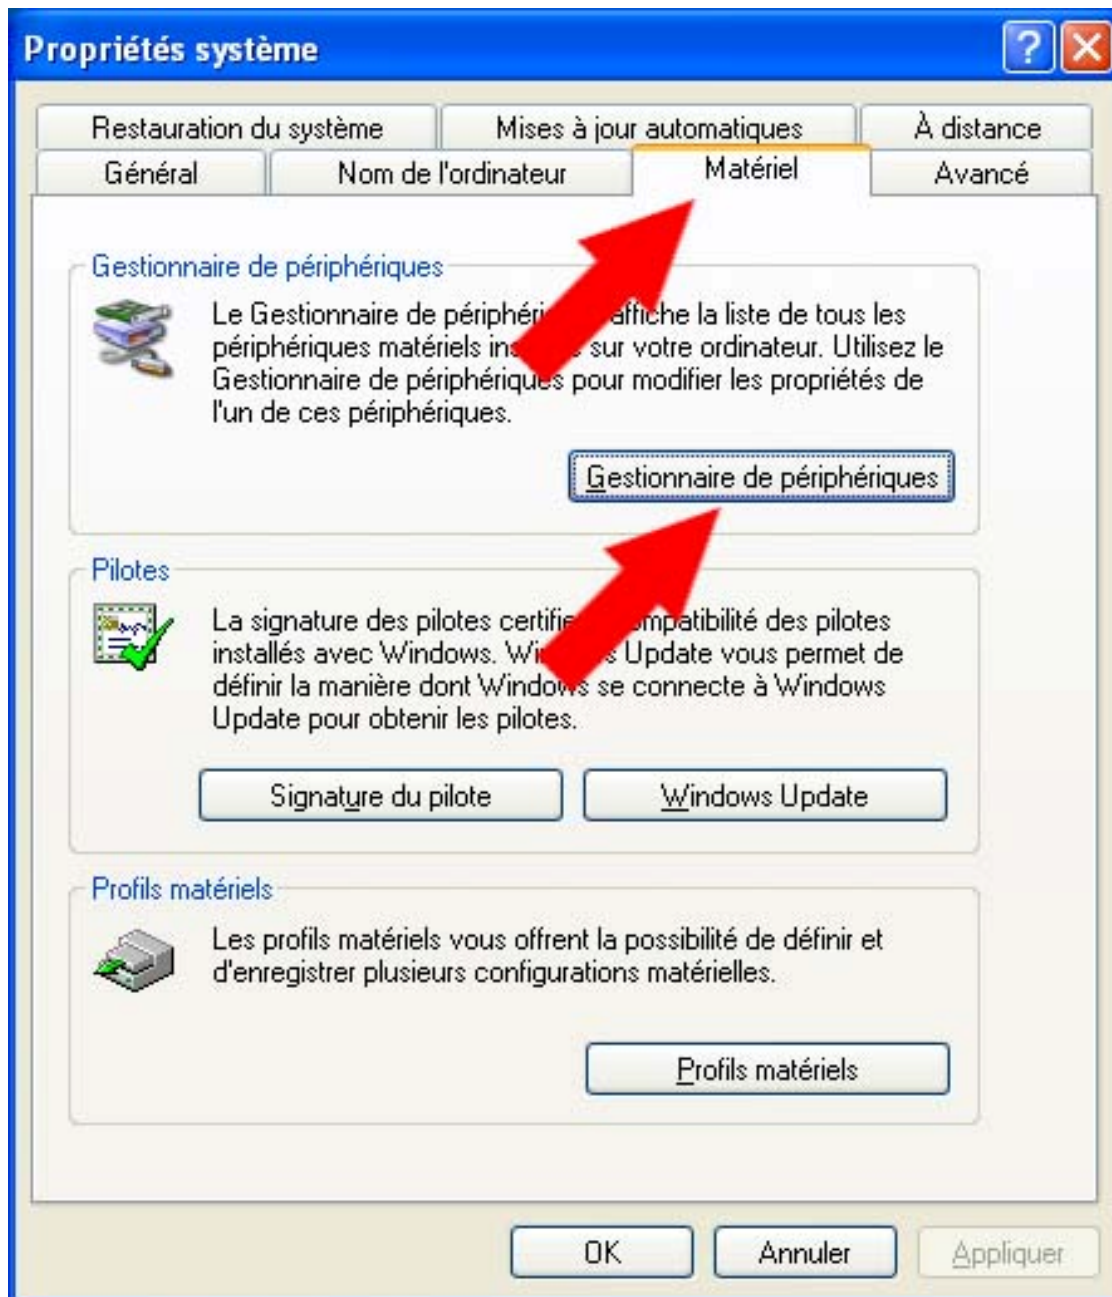 Propriétés système
Restauration du système Mises à jour automatiques À distance
Général Nom de l'ordinateur Matériel Avancé
Gestionnaire de périphériques
Le Gestionnaire de affiche la liste de tous les
périphériques matériels sur votre ordinateur. Utilisez le
Gestionnaire de périphériques pour modifier les propriétés de
l'un de ces périphériques.
Gestionnaire de périphériques
Pilotes
La signature des pilotes certifie compatibilité des pilotes
installés avec Windows. Windows Update vous permet de
définir la manière dont Windows se connecte à Windows
Update pour obtenir les pilotes.
Signature du pilote Windows Update
Profils matériels
Les profils matériels vous offrent la possibilité de définir et
d'enregistrer plusieurs configurations matérielles.
Profils matériels
OK Annuler Appliquer